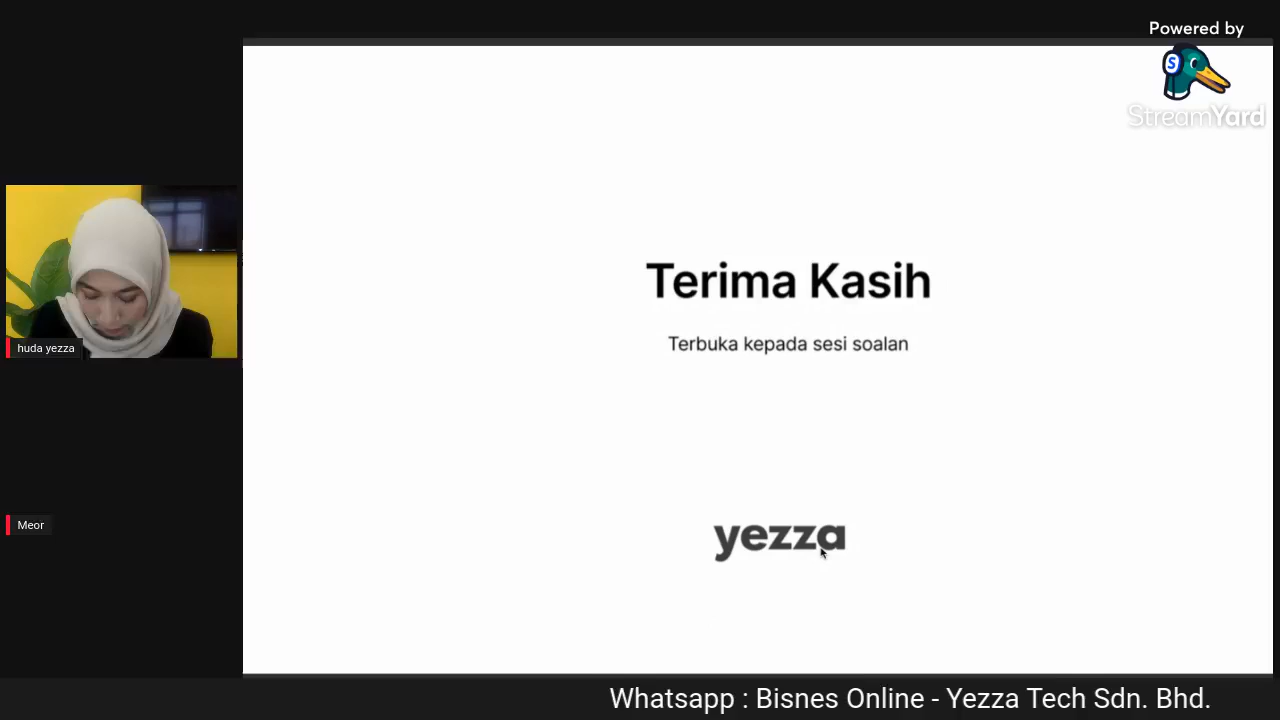 Powered by
S
StreamYard
Terima Kasih
Terbuka kepada sesi soalan
huda yezza
Meor
yezza
Whatsapp : Bisnes Online - Yezza Tech Sdn. Bhd.